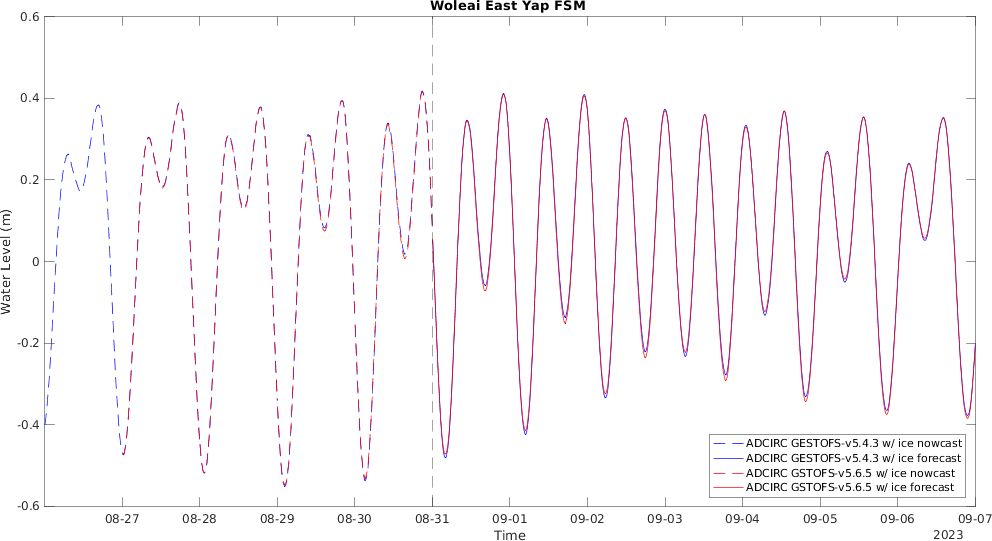 Woleai East Yap FSM
0.6
0.4
0.2
0
-0.2
-0.4
-0.6
Water Level (m)
08-27 08-28 08-29 08-30 08-31 09-01 09-02 09-03 09-04 09-05 09-06 09-07
Time
2023
ADCIRC GESTOFS-v5.4.3 w/ ice nowcast
ADCIRC GESTOFS-v5.4.3 w/ ice forecast
ADCIRC GSTOFS-v5.6.5 w/ ice nowcast
ADCIRC GSTOFS-v5.6.5 w/ ice forecast